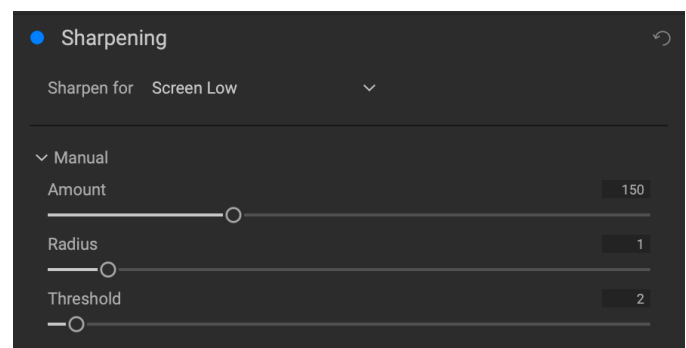 Sharpening
Sharpen for Screen Low
Manual
Amount 150
Radius 1
Threshold 2